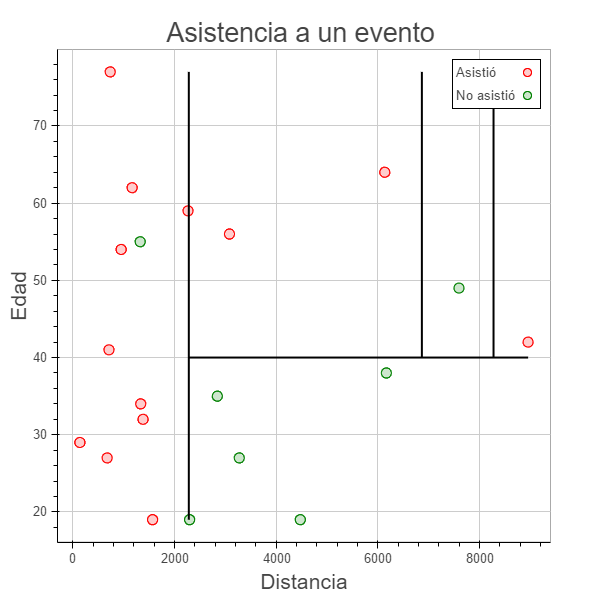 Asistencia a un evento
Asistió
No asistió
Edad
70
60
50
40
30
20
0
2000
4000
6000
8000
Distancia